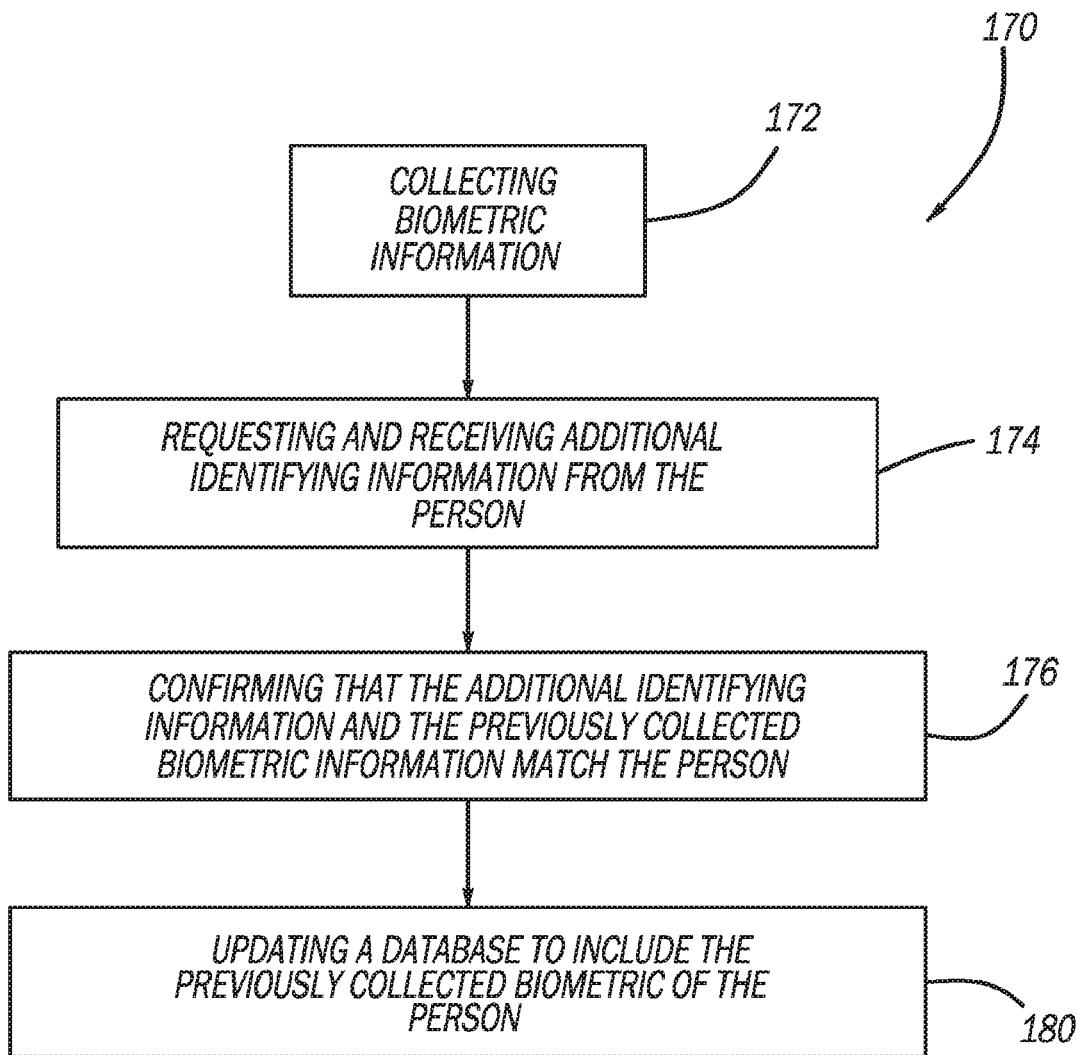 170
172
COLLECTING
BIOMETRIC
INFORMATION
REQUESTING AND RECEIVING ADDITIONAL
IDENTIFYING INFORMATION FROM THE
PERSON
174
CONFIRMING THAT THE ADDITIONAL IDENTIFYING
INFORMATION AND THE PREVIOUSLY COLLECTED
BIOMETRIC INFORMATION MATCH THE PERSON
176
UPDATING A DATABASE TO INCLUDE THE
PREVIOUSLY COLLECTED BIOMETRIC OF THE
PERSON
180